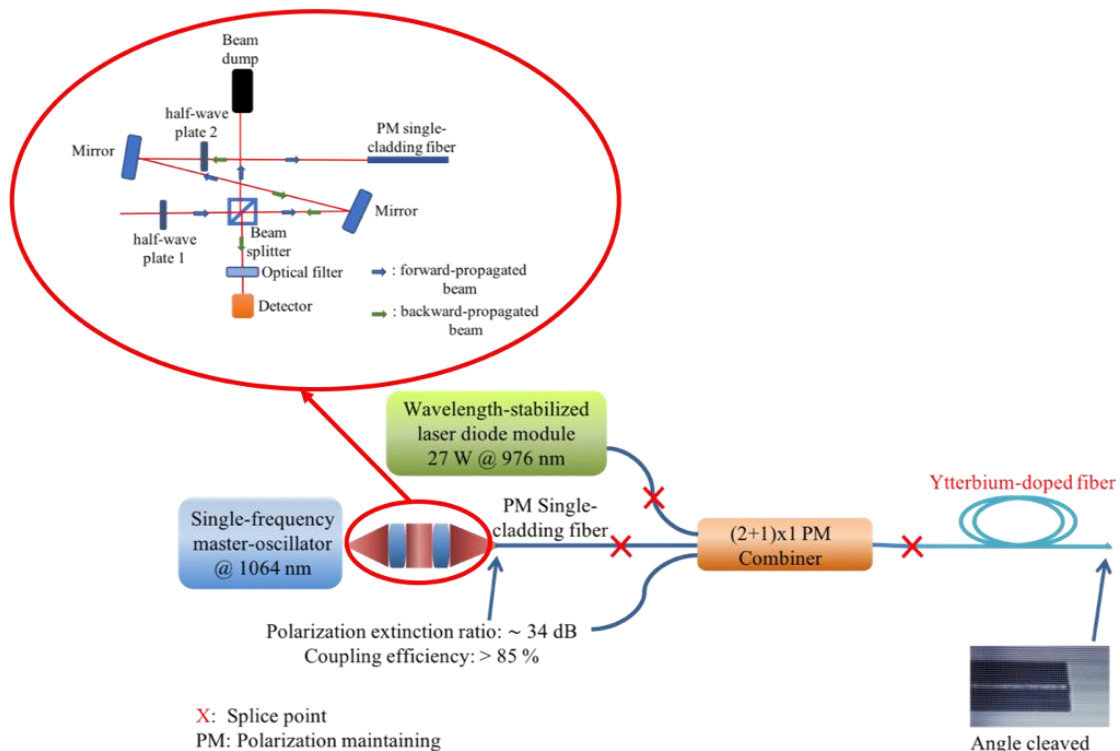 Beam
dump
half-wave
plate 2
PM single-
cladding fiber
Mirror
Mirror
half-wave
plate 1
Beam
splitter
Optical filter
Detector
: forward-propagated
beam
: backward-propagated
beam
Wavelength-stabilized
laser diode module
27 W @ 976 nm
Single-frequency
master-oscillator
@ 1064 nm
PM Single-
cladding fiber
(2+1)x1 PM
Combiner
Ytterbium-doped fiber
Polarization extinction ratio: ~ 34 dB
Coupling efficiency: > 85 %
X: Splice point
PM: Polarization maintaining
Angle cleaved